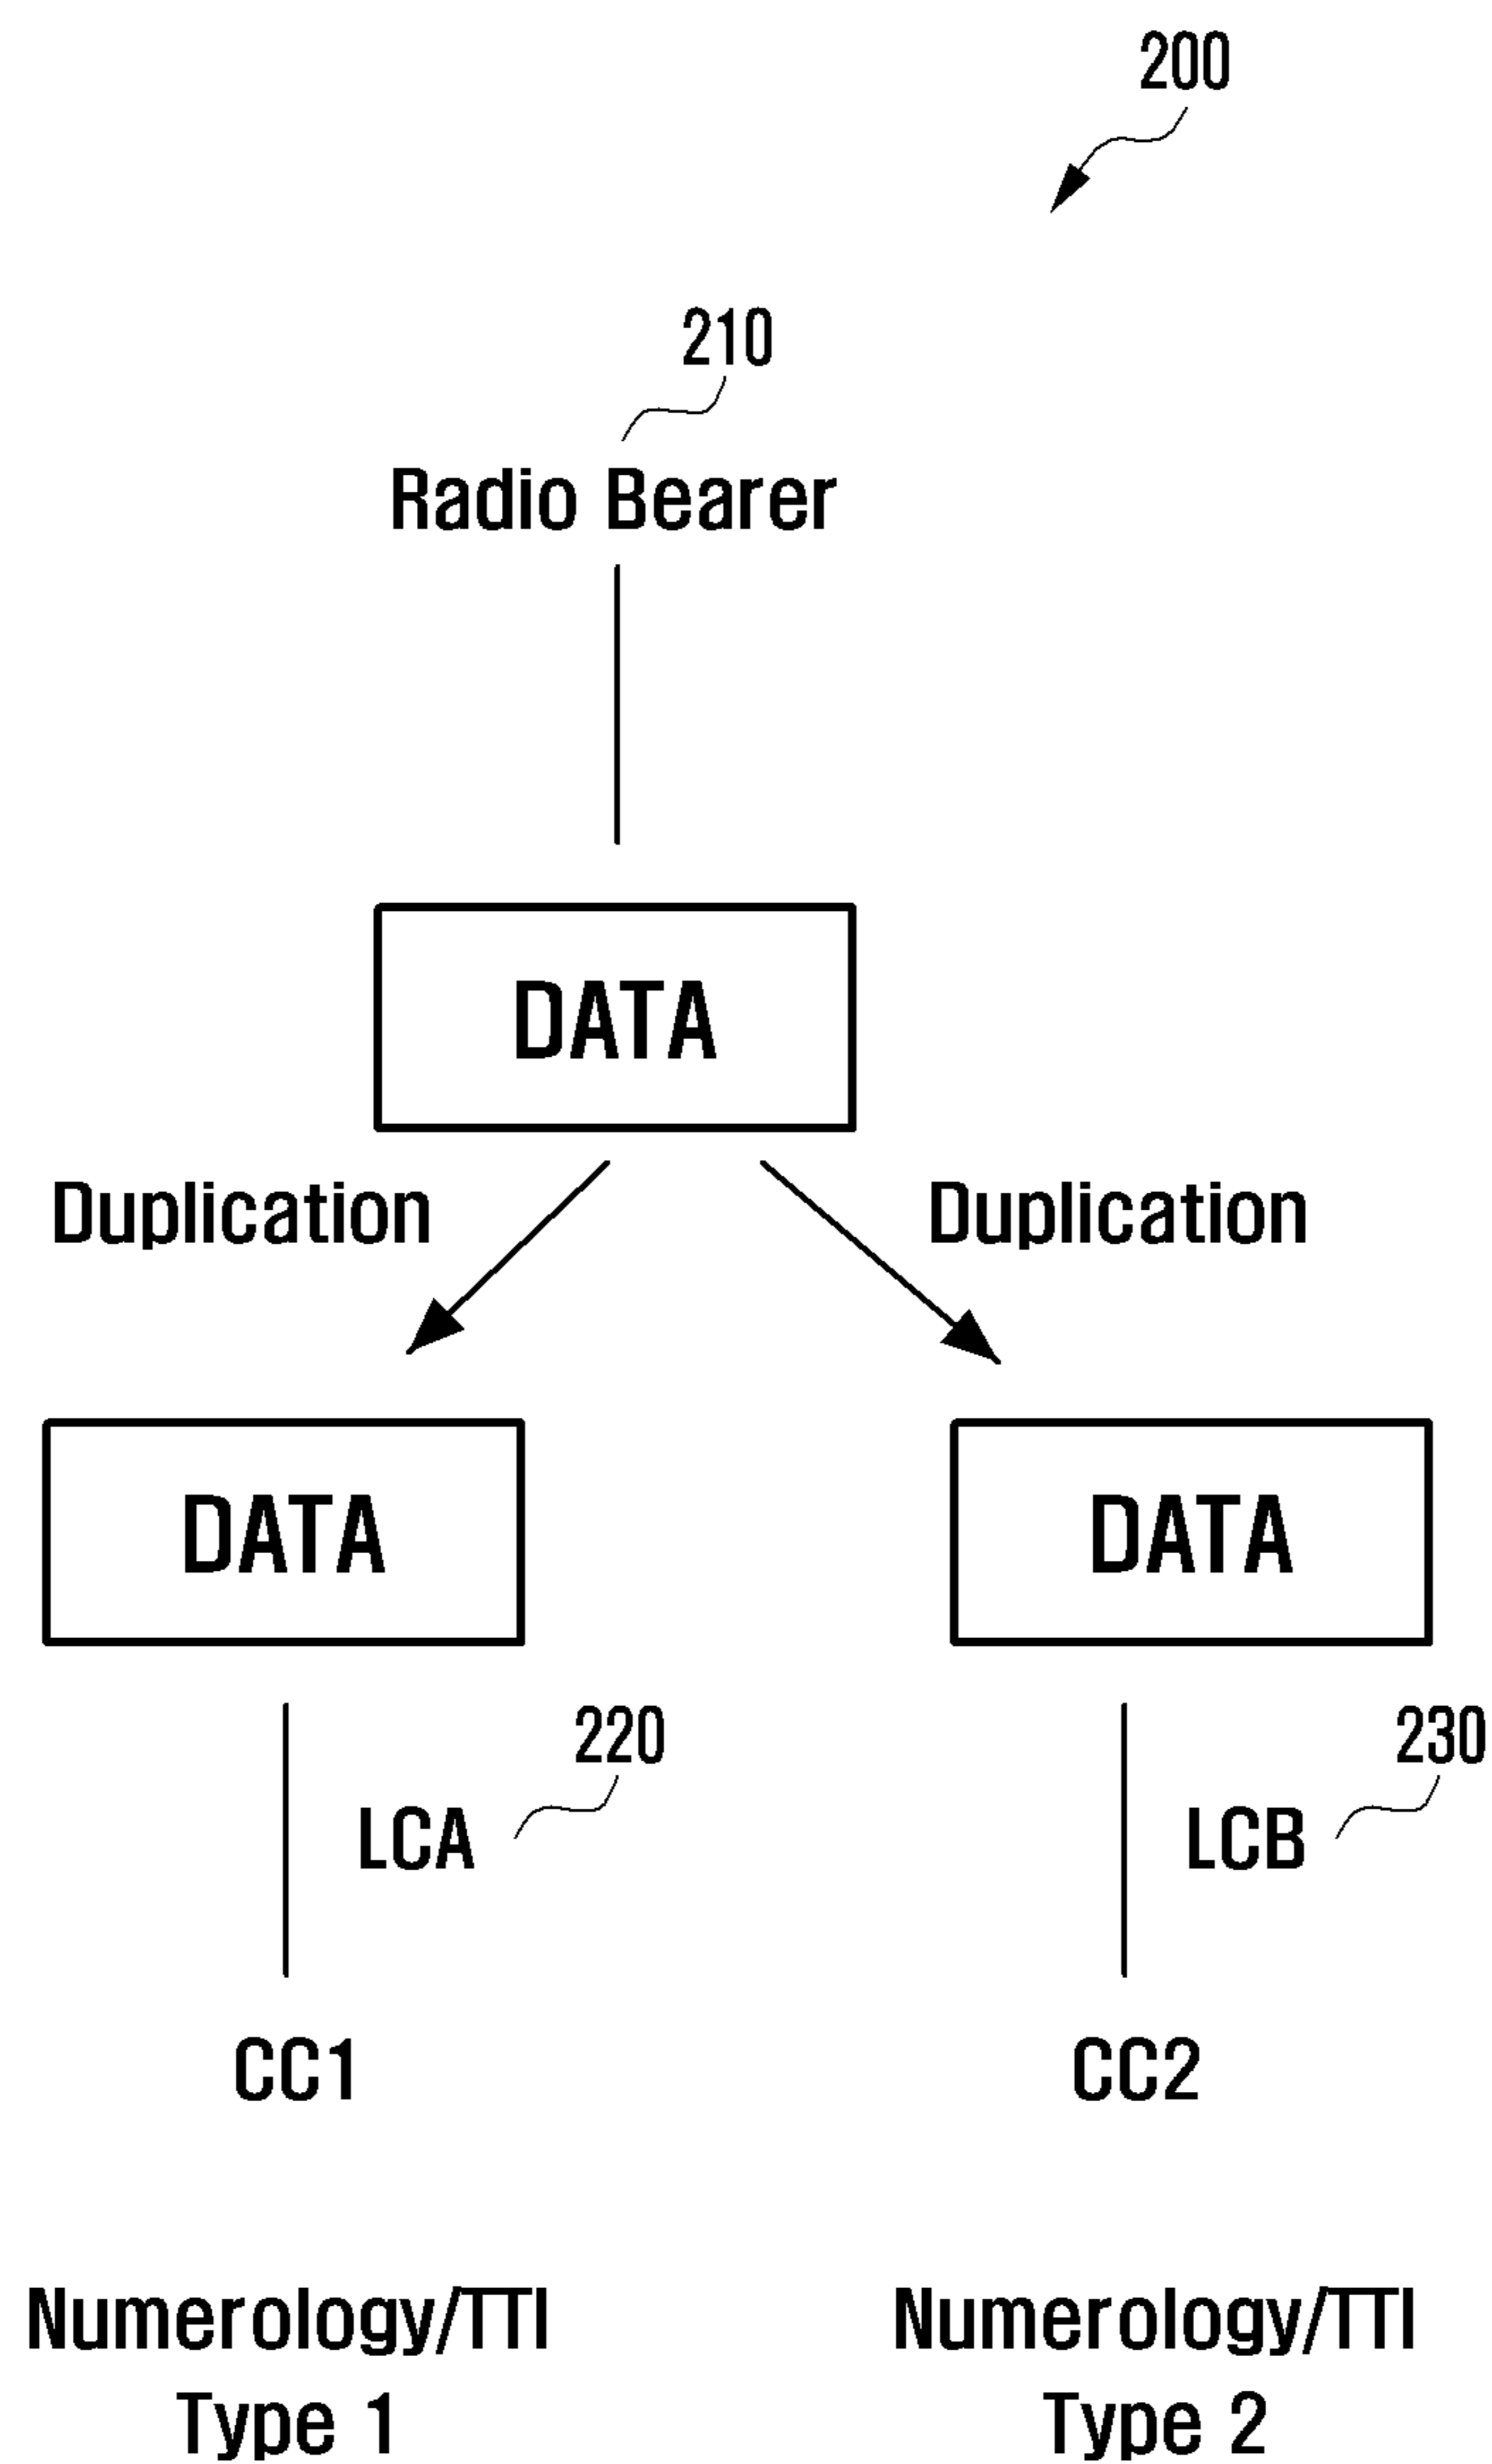 200
210
Radio Bearer
DATA
Duplication
Duplication
DATA
DATA
220
230
LCA
LCB
CC1
CC2
Numerology/TTI
Type 1
Numerology/TTI
Type 2